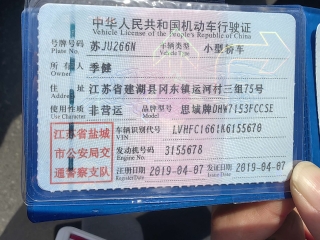 中华人民共和国机动车行驶证
Vehicle License of the People's Republic of China
号牌号码 苏JU266N 车辆类型 小型轿车
Plate No. Vehicle Type
所有人 季健
Owner
住址 江苏省建湖县冈东镇运河村三组75号
Address
使用性质 非营运 品牌型号 思域牌DHW7153FCCSE
Use Character Model
江苏省盐城
市公安局交
通警察支队
车辆识别代号 LVHFC1661K6155678
VIN
发动机号码 3155678
Engine No.
注册日期 2019-04-07 发证日期 2019-04-07
Register Date Issue Date